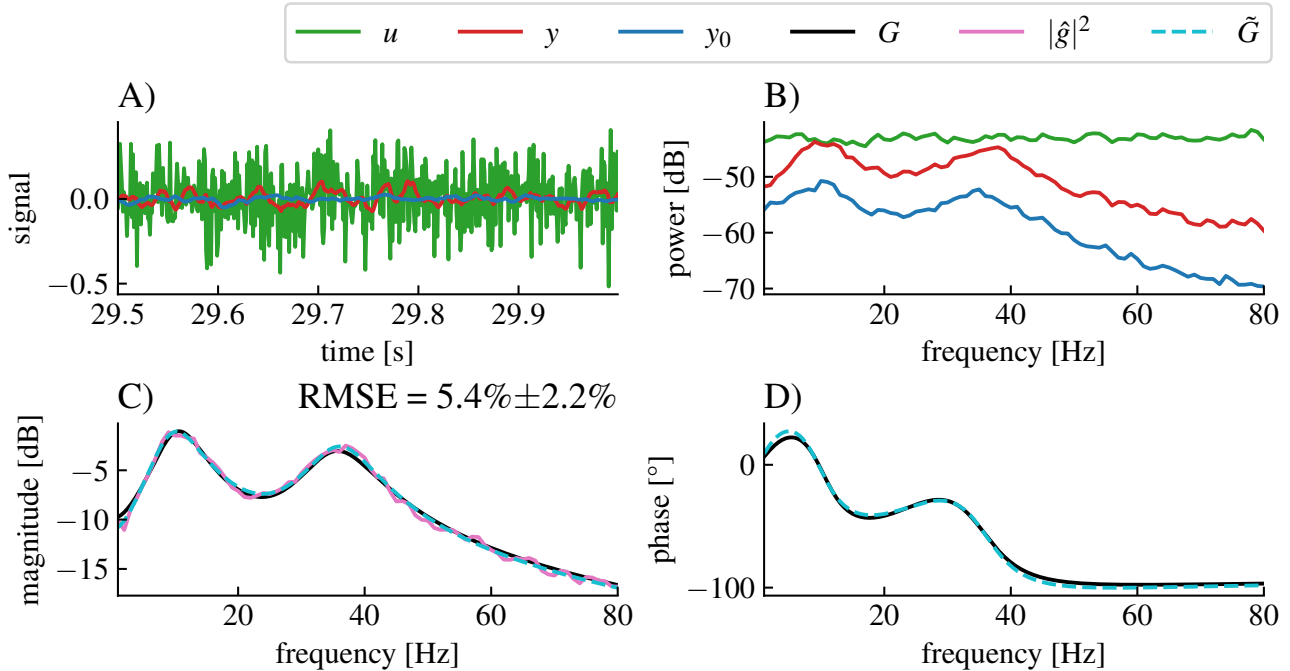 u y y₀ G |ĝ|² G̃
A)
signal
0.0
−0.5
29.5 29.6 29.7 29.8 29.9
time [s]
B)
power [dB]
−50
−60
−70
20 40 60 80
frequency [Hz]
C) RMSE = 5.4%±2.2%
magnitude [dB]
−5
−10
−15
20 40 60 80
frequency [Hz]
D)
phase [°]
0
−100
20 40 60 80
frequency [Hz]